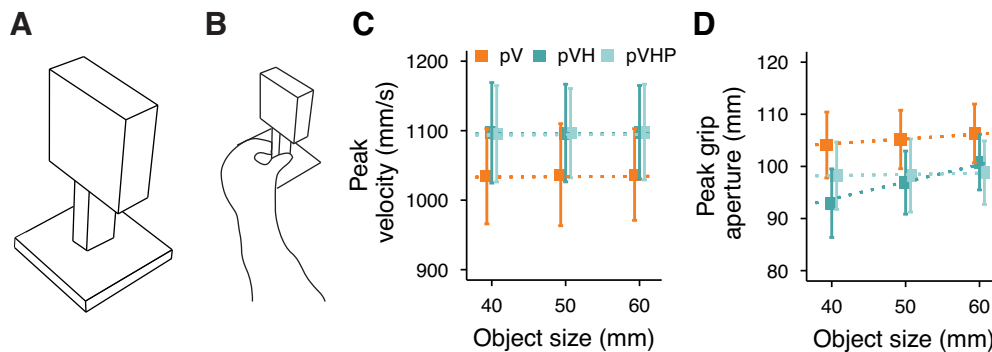 A
B
C
D
pV pVH pVHP
Peak
velocity (mm/s)
1200
1100
1000
900
40 50 60
Object size (mm)
Peak grip
aperture (mm)
120
110
100
90
80
40 50 60
Object size (mm)